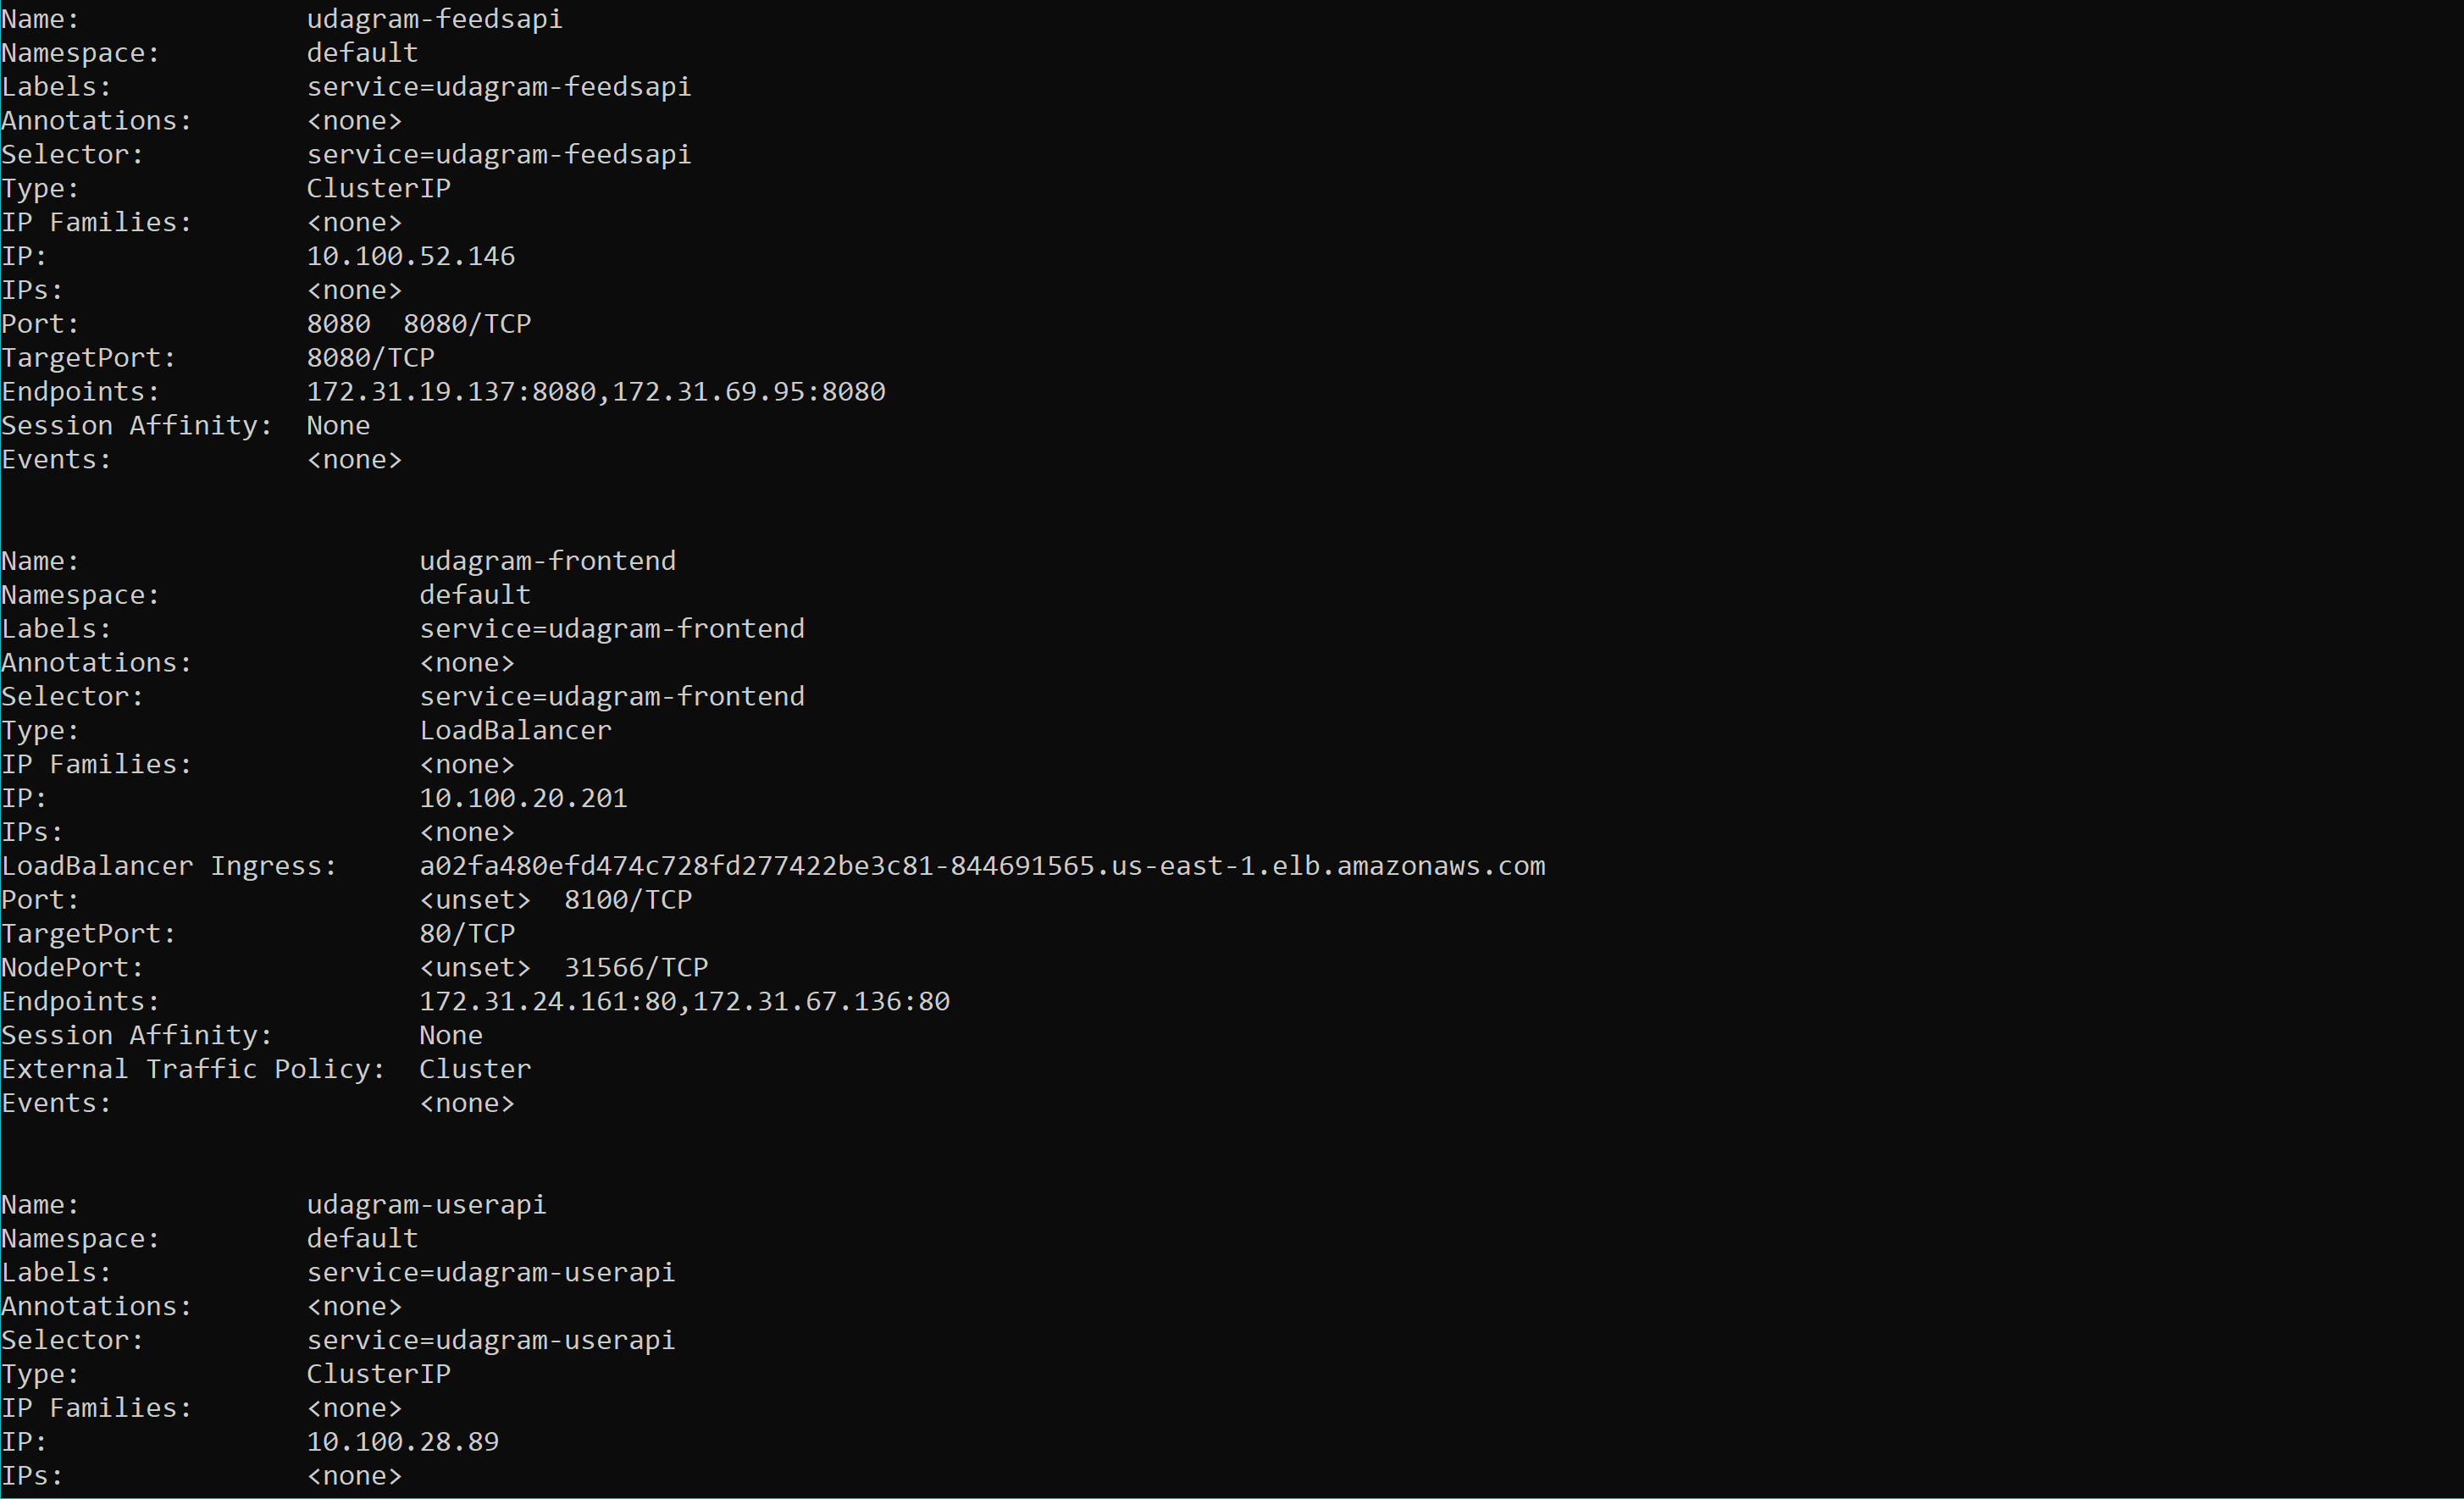 Name:              udagram-feedsapi
Namespace:         default
Labels:            service=udagram-feedsapi
Annotations:       <none>
Selector:          service=udagram-feedsapi
Type:              ClusterIP
IP Families:       <none>
IP:                10.100.52.146
IPs:               <none>
Port:              8080  8080/TCP
TargetPort:        8080/TCP
Endpoints:         172.31.19.137:8080,172.31.69.95:8080
Session Affinity:  None
Events:            <none>
Name:                     udagram-frontend
Namespace:                default
Labels:                   service=udagram-frontend
Annotations:              <none>
Selector:                 service=udagram-frontend
Type:                     LoadBalancer
IP Families:              <none>
IP:                       10.100.20.201
IPs:                      <none>
LoadBalancer Ingress:     a02fa480efd474c728fd277422be3c81-844691565.us-east-1.elb.amazonaws.com
Port:                     <unset>  8100/TCP
TargetPort:               80/TCP
NodePort:                 <unset>  31566/TCP
Endpoints:                172.31.24.161:80,172.31.67.136:80
Session Affinity:         None
External Traffic Policy:  Cluster
Events:                   <none>
Name:              udagram-userapi
Namespace:         default
Labels:            service=udagram-userapi
Annotations:       <none>
Selector:          service=udagram-userapi
Type:              ClusterIP
IP Families:       <none>
IP:                10.100.28.89
IPs:               <none>